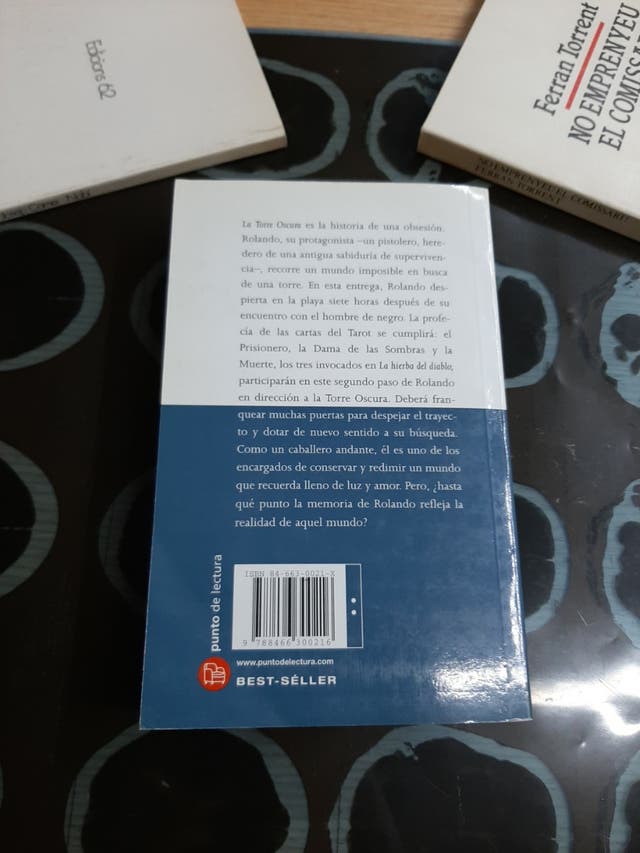 Edicions 62
Ferran Torrent
NO EMPRENYEU
EL COMISSARI
NO EMPRENYEU EL COMISSARI
FERRAN TORRENT
La Torre Oscura es la historia de una obsesión.
Rolando, su protagonista —un pistolero, here-
dero de una antigua sabiduría de superviven-
cia—, recorre un mundo imposible en busca
de una torre. En esta entrega, Rolando des-
pierta en la playa siete horas después de su
encuentro con el hombre de negro. La profe-
cía de las cartas del Tarot se cumplirá: el
Prisionero, la Dama de las Sombras y la
Muerte, los tres invocados en La hierba del diablo,
participarán en este segundo paso de Rolando
en dirección a la Torre Oscura. Deberá fran-
quear muchas puertas para despejar el trayec-
to y dotar de nuevo sentido a su búsqueda.
Como un caballero andante, él es uno de los
encargados de conservar y redimir un mundo
que recuerda lleno de luz y amor. Pero, ¿hasta
qué punto la memoria de Rolando refleja la
realidad de aquel mundo?
punto de lectura
ISBN 84-663-0021-X
9 788466 300216
www.puntodelectura.com
BEST-SÉLLER